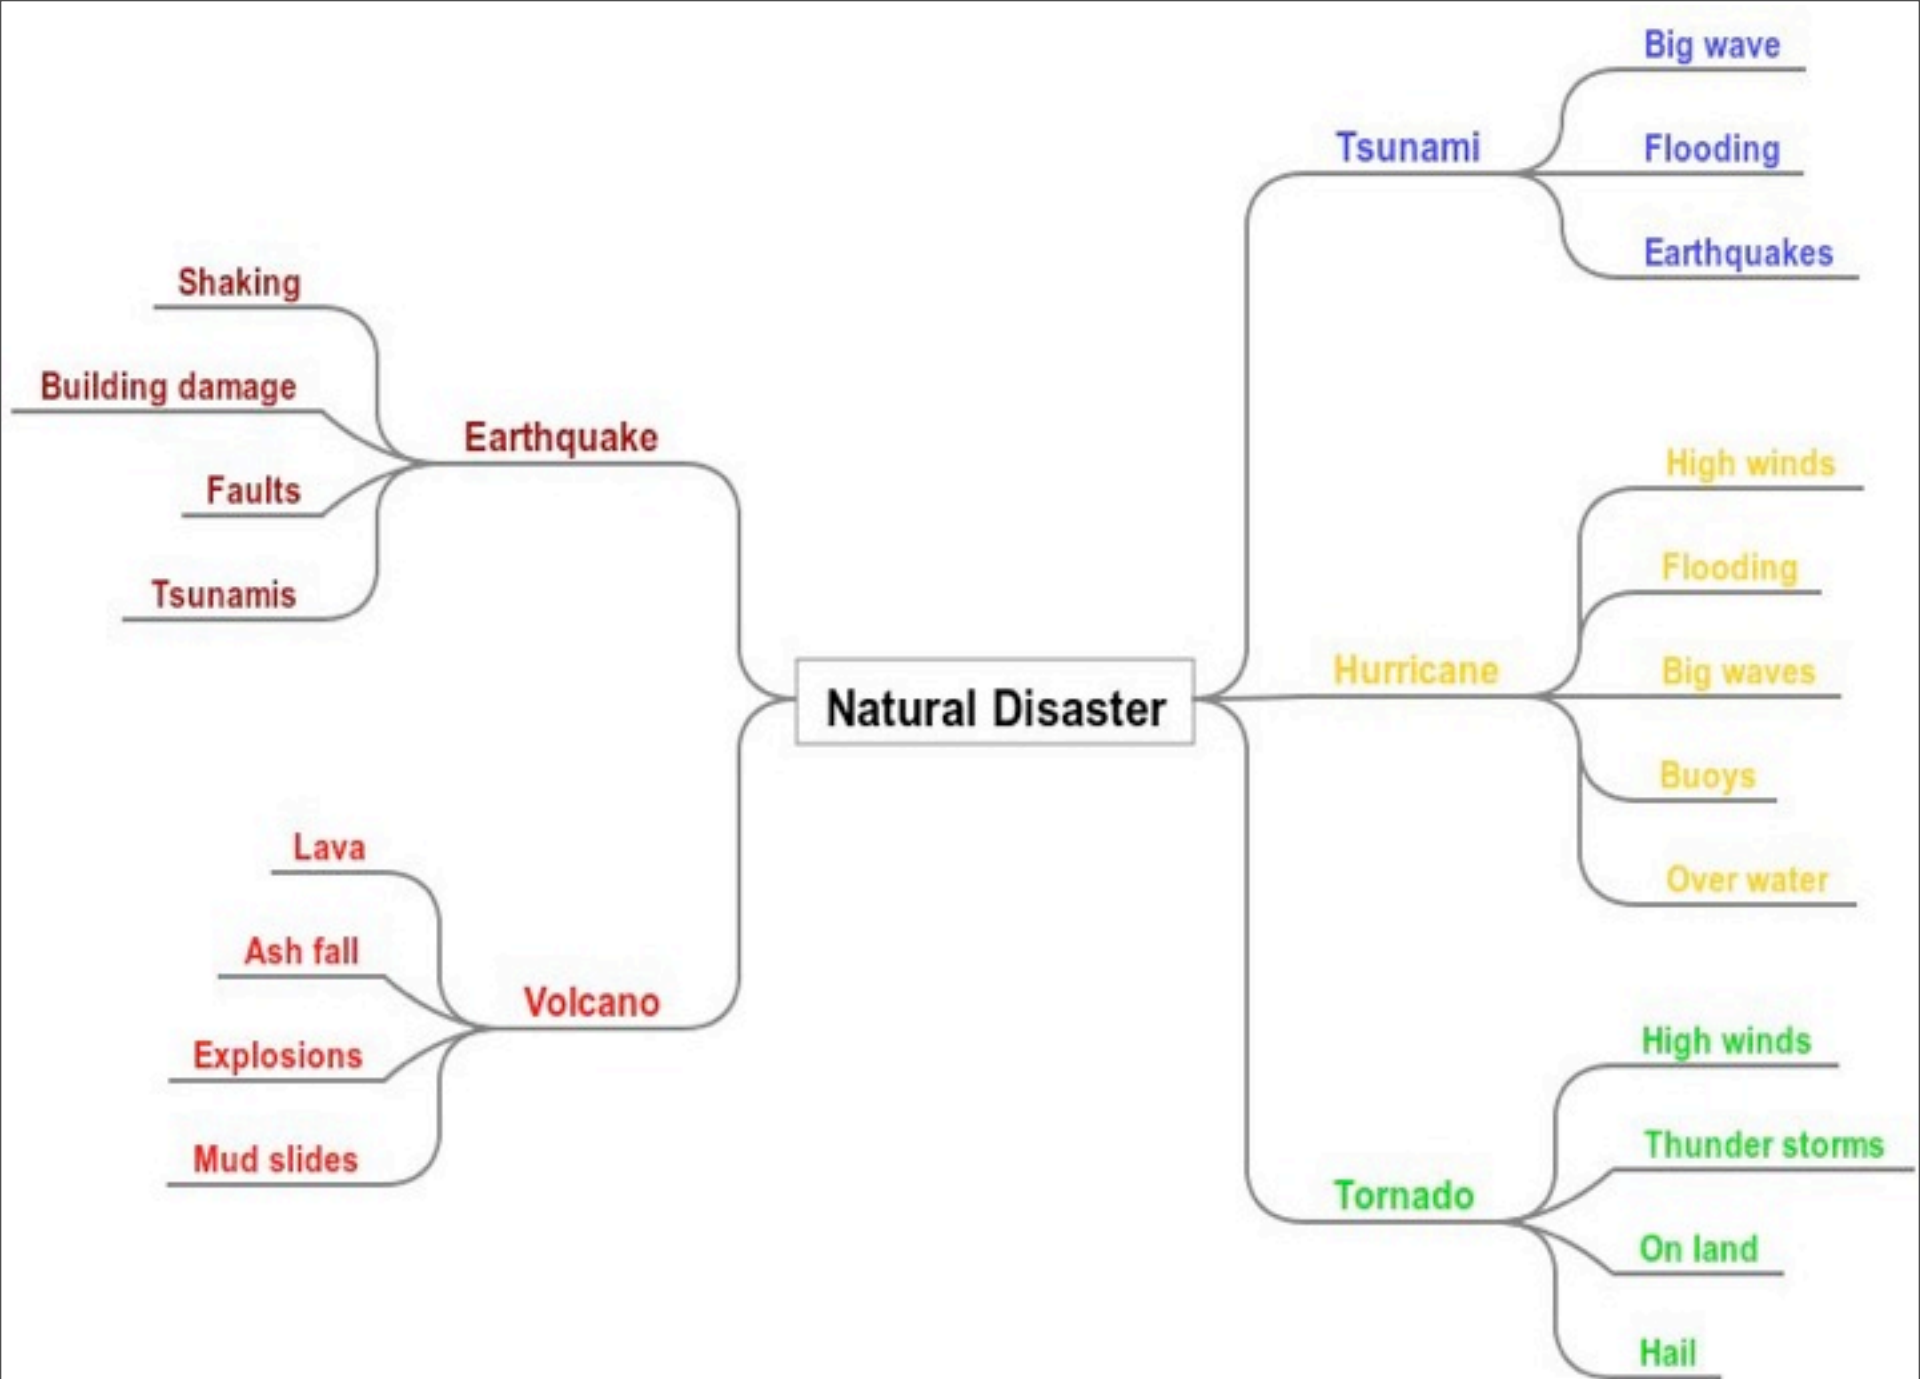 Natural Disaster
Earthquake
Shaking
Building damage
Faults
Tsunamis
Volcano
Lava
Ash fall
Explosions
Mud slides
Tsunami
Big wave
Flooding
Earthquakes
Hurricane
High winds
Flooding
Big waves
Buoys
Over water
Tornado
High winds
Thunder storms
On land
Hail